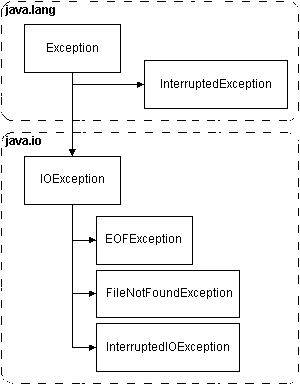 java.lang
Exception
InterruptedException
java.io
IOException
EOFException
FileNotFoundException
InterruptedIOException